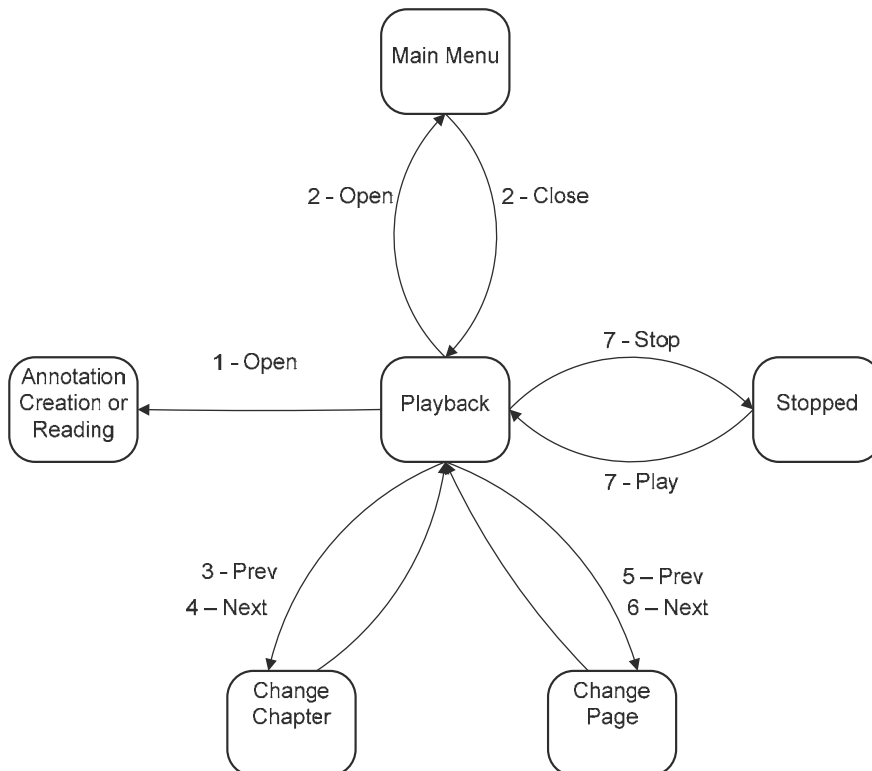 Main Menu
2 - Open
2 - Close
7 - Stop
1 - Open
Annotation
Creation or
Reading
Playback
Stopped
7 - Play
3 - Prev
4 – Next
5 – Prev
6 – Next
Change
Chapter
Change
Page